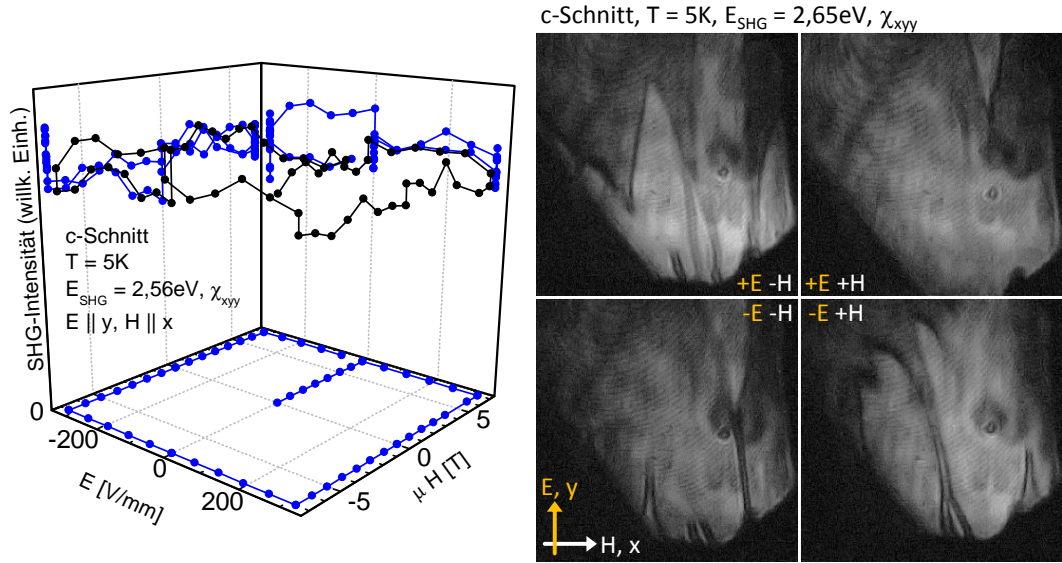 c-Schnitt, T = 5K, E_SHG = 2,65eV, χ_xyy
SHG-Intensität (willk. Einh.)
c-Schnitt
T = 5K
E_SHG = 2,56eV, χ_xyy
E || y, H || x
0
-200
0
200
E [V/mm]
-5
0
5
μ H [T]
+E -H
+E +H
-E -H
-E +H
E, y
H, x